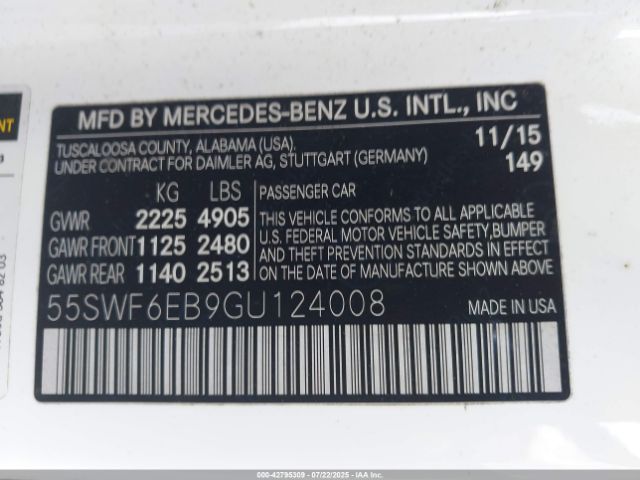 MFD BY MERCEDES-BENZ U.S. INTL., INC
TUSCALOOSA COUNTY, ALABAMA (USA). 11/15
UNDER CONTRACT FOR DAIMLER AG, STUTTGART (GERMANY) 149
KG LBS PASSENGER CAR
GVWR 2225 4905 THIS VEHICLE CONFORMS TO ALL APPLICABLE
U.S. FEDERAL MOTOR VEHICLE SAFETY,BUMPER
GAWR FRONT 1125 2480 AND THEFT PREVENTION STANDARDS IN EFFECT
GAWR REAR 1140 2513 ON THE DATE OF MANUFACTURE SHOWN ABOVE.
55SWF6EB9GU124008 MADE IN USA
000-42795309 - 07/22/2025 - IAAI.COM